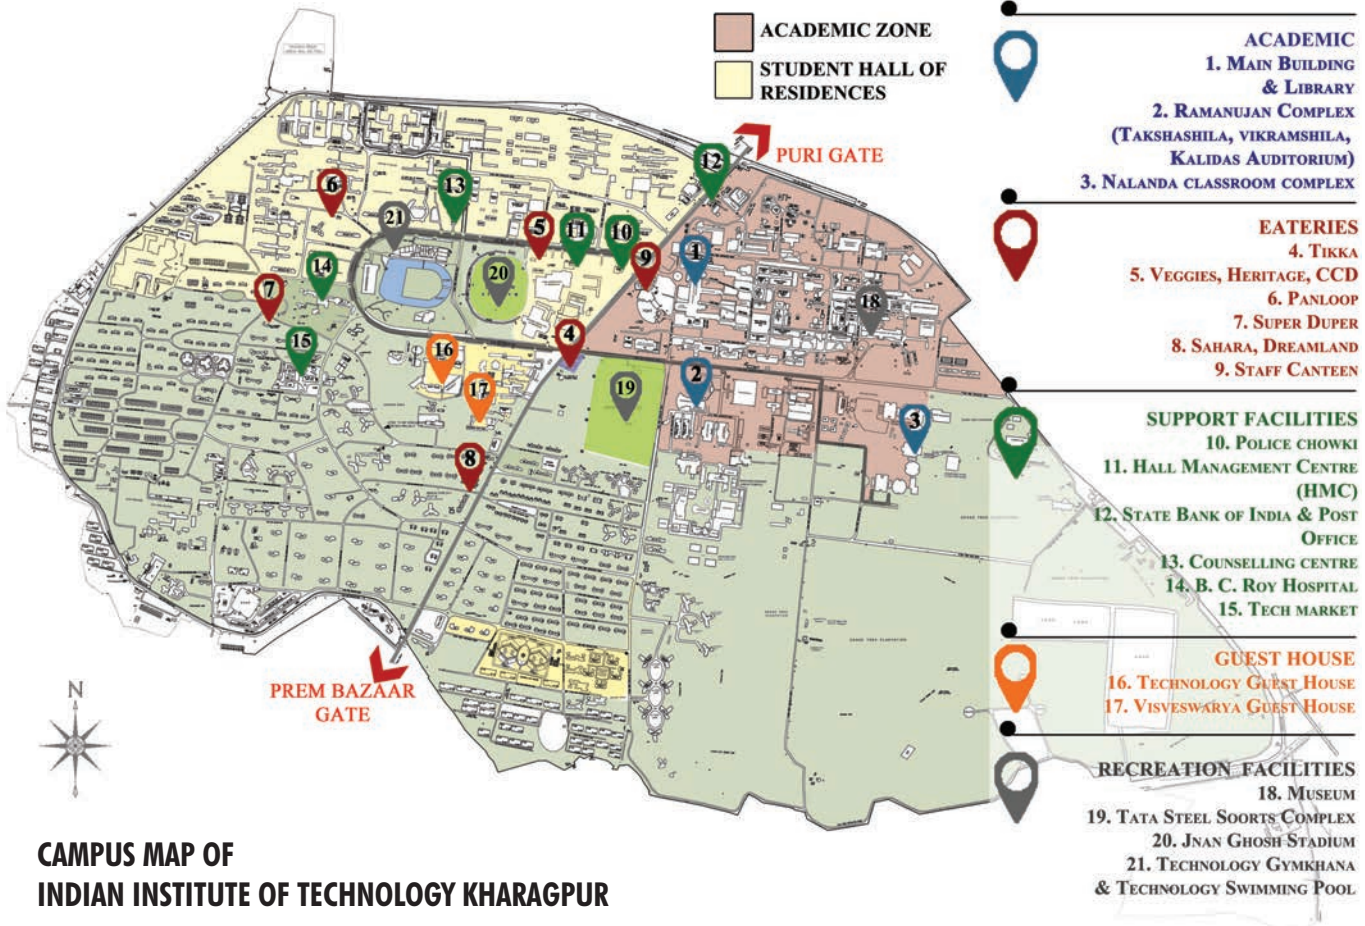 ACADEMIC ZONE
STUDENT HALL OF
RESIDENCES
PURI GATE
12
6
13
21
5
11
10
9
1
14
20
7
18
4
15
16
2
19
17
3
8
PREM BAZAAR
GATE
N
CAMPUS MAP OF
INDIAN INSTITUTE OF TECHNOLOGY KHARAGPUR
ACADEMIC
1. MAIN BUILDING
& LIBRARY
2. RAMANUJAN COMPLEX
(TAKSHASHILA, VIKRAMSHILA,
KALIDAS AUDITORIUM)
3. NALANDA CLASSROOM COMPLEX
EATERIES
4. TIKKA
5. VEGGIES, HERITAGE, CCD
6. PANLOOP
7. SUPER DUPER
8. SAHARA, DREAMLAND
9. STAFF CANTEEN
SUPPORT FACILITIES
10. POLICE CHOWKI
11. HALL MANAGEMENT CENTRE
(HMC)
12. STATE BANK OF INDIA & POST
OFFICE
13. COUNSELLING CENTRE
14. B. C. ROY HOSPITAL
15. TECH MARKET
GUEST HOUSE
16. TECHNOLOGY GUEST HOUSE
17. VISVESWARYA GUEST HOUSE
RECREATION FACILITIES
18. MUSEUM
19. TATA STEEL SOORTS COMPLEX
20. JNAN GHOSH STADIUM
21. TECHNOLOGY GYMKHANA
& TECHNOLOGY SWIMMING POOL